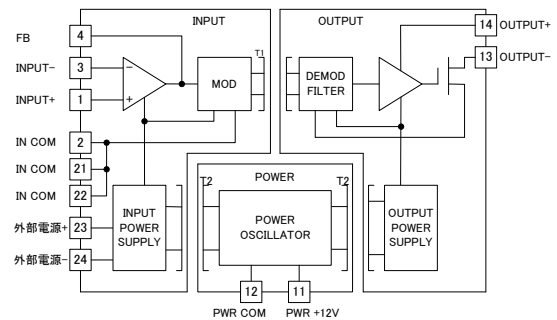 INPUT
OUTPUT
FB
4
INPUT-
3
INPUT+
1
IN COM
2
IN COM
21
IN COM
22
外部電源+
23
外部電源-
24
−
+
MOD
T1
INPUT
POWER
SUPPLY
T2
POWER
T2
POWER
OSCILLATOR
12
11
PWR COM
PWR +12V
DEMOD
FILTER
OUTPUT
POWER
SUPPLY
14
OUTPUT+
13
OUTPUT-